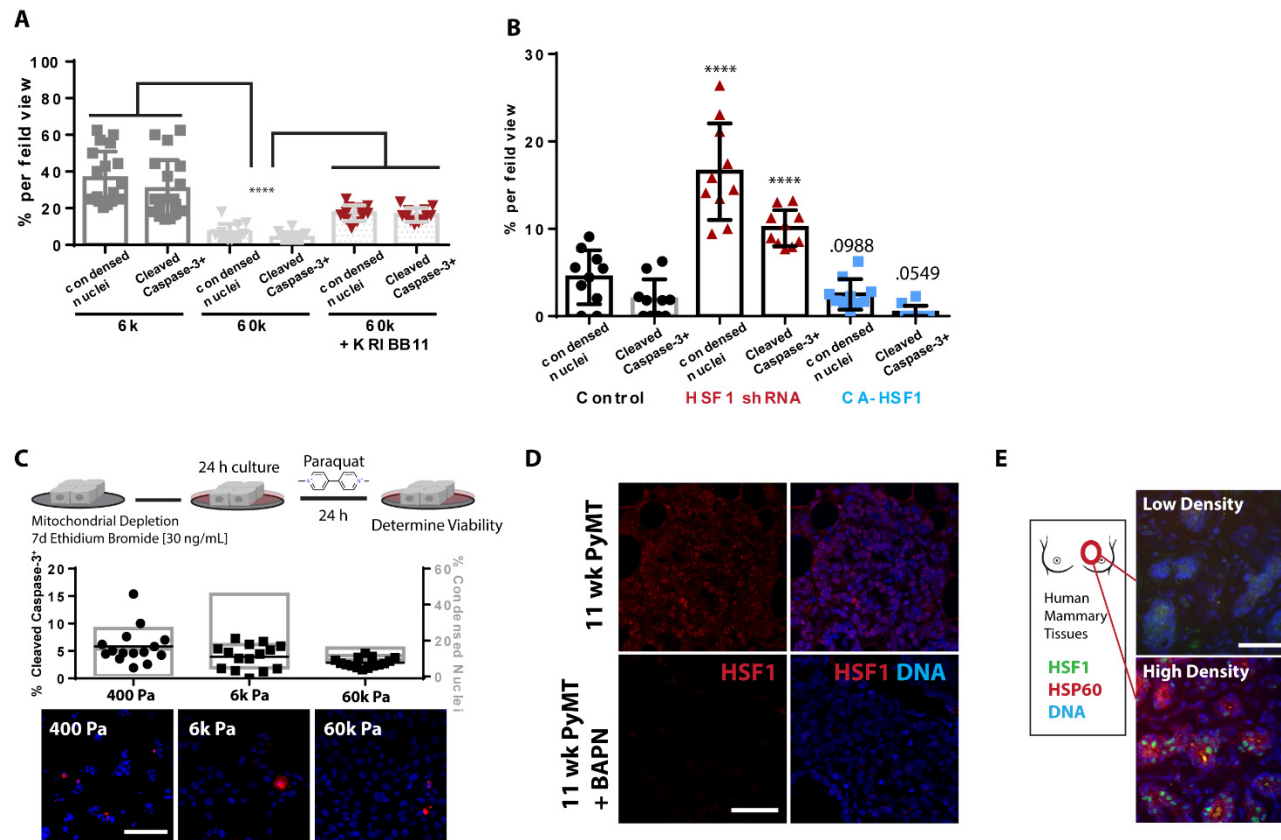 A
% per feild view
100
80
60
40
20
0
****
condensed
nuclei
Cleaved
Caspase-3+
condensed
nuclei
Cleaved
Caspase-3+
condensed
nuclei
Cleaved
Caspase-3+
6k
60k
60k
+ KRIBB11
B
% per feild view
30
20
10
0
****
****
.0988
.0549
condensed
nuclei
Cleaved
Caspase-3+
condensed
nuclei
Cleaved
Caspase-3+
condensed
nuclei
Cleaved
Caspase-3+
Control
HSF1 shRNA
CA-HSF1
C
24 h culture
Paraquat
24 h
Mitochondrial Depletion
7d Ethidium Bromide [30 ng/mL]
Determine Viability
% Cleaved Caspase-3+
20
15
10
5
0
% Condensed Nuclei
60
40
20
0
400 Pa
6k Pa
60k Pa
400 Pa
6k Pa
60k Pa
D
11 wk PyMT
11 wk PyMT
+ BAPN
HSF1
HSF1 DNA
E
Human
Mammary
Tissues
HSF1
HSP60
DNA
Low Density
High Density